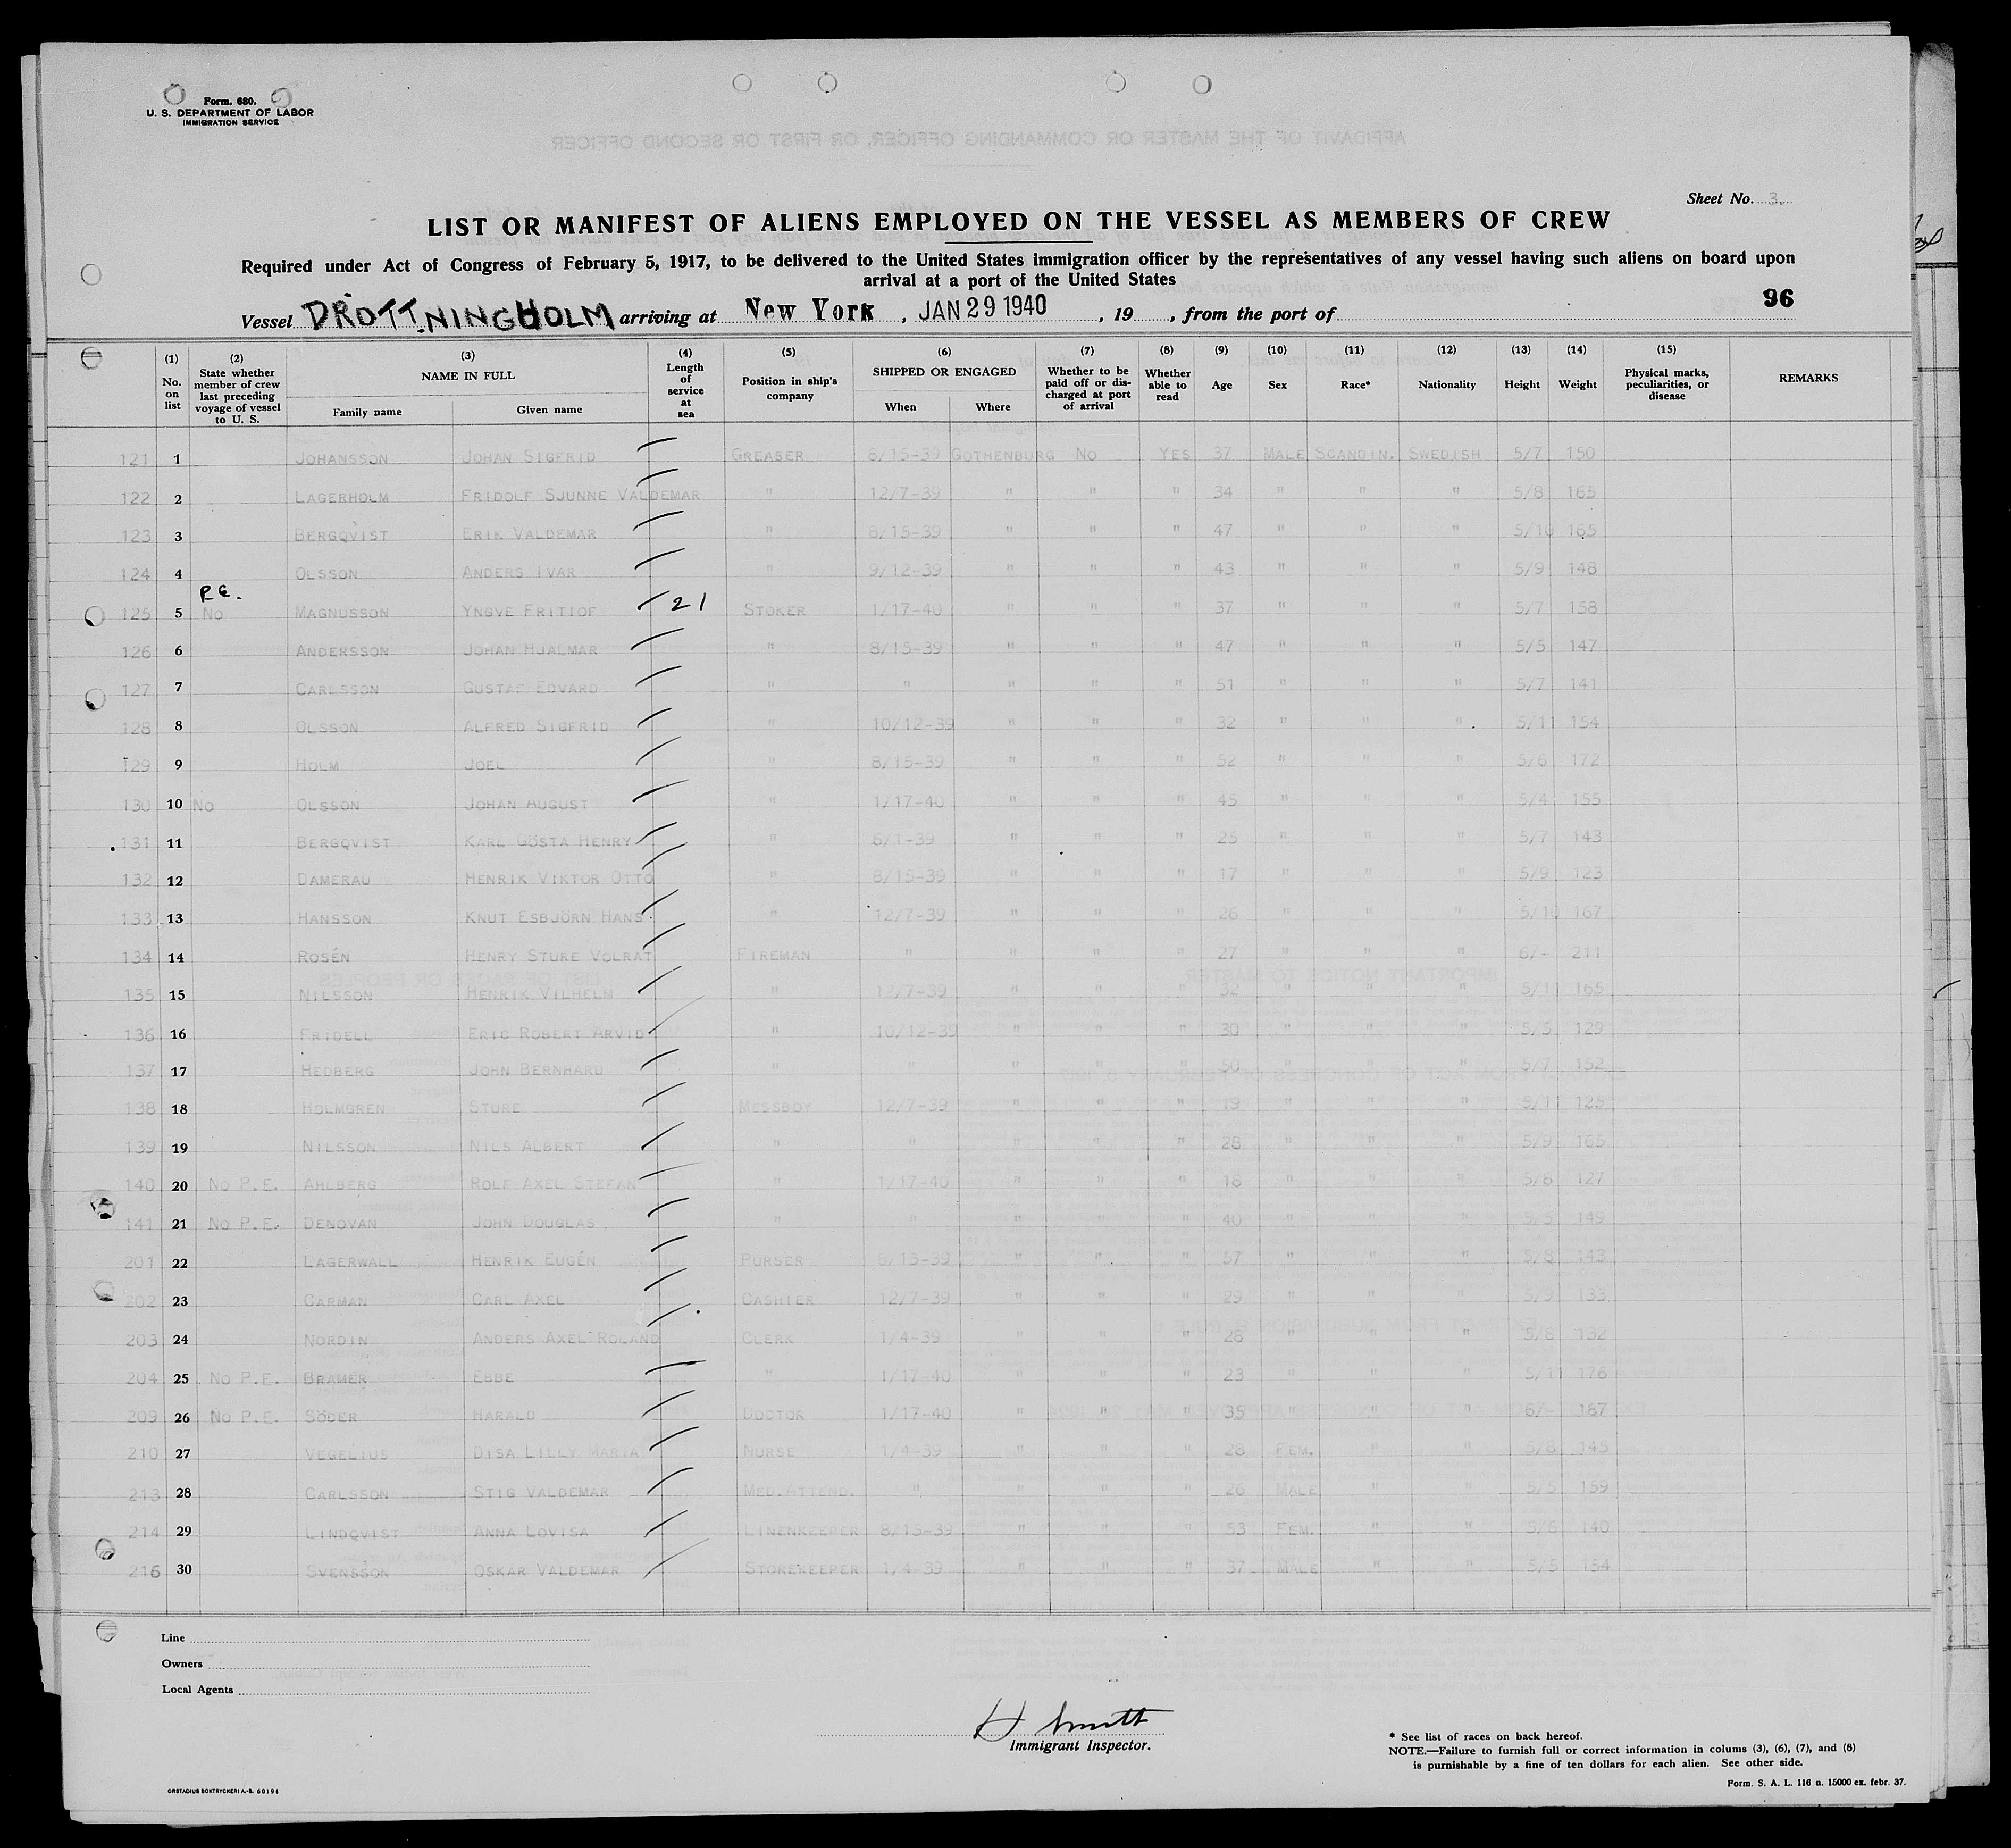 Form. 680.
U. S. DEPARTMENT OF LABOR
IMMIGRATION SERVICE
Sheet No. 3.
LIST OR MANIFEST OF ALIENS EMPLOYED ON THE VESSEL AS MEMBERS OF CREW
Required under Act of Congress of February 5, 1917, to be delivered to the United States immigration officer by the representatives of any vessel having such aliens on board upon
arrival at a port of the United States
96
Vessel DROTTNINGHOLM arriving at New York, JAN 29 1940, 19 , from the port of
(1) No. on list (2) State whether member of crew last preceding voyage of vessel to U. S. (3) NAME IN FULL Family name Given name (4) Length of service at sea (5) Position in ship's company (6) SHIPPED OR ENGAGED When Where (7) Whether to be paid off or discharged at port of arrival (8) Whether able to read (9) Age (10) Sex (11) Race* (12) Nationality (13) Height (14) Weight (15) Physical marks, peculiarities, or disease REMARKS
121 1 JOHANSSON JOHAN SIGFRID GREASER 8/15-39 GOTHENBURG NO YES 37 MALE SCANDIN. SWEDISH 5/7 150
122 2 LAGERHOLM FRIDOLF SJUNNE VALDEMAR " 12/7-39 " " " 34 " " " 5/8 165
123 3 BERGQVIST ERIK VALDEMAR " 8/15-39 " " " 47 " " " 5/10 165
124 4 OLSSON ANDERS IVAR " 9/12-39 " " " 43 " " " 5/9 148
P.E.
125 5 NO MAGNUSSON YNGVE FRITIOF 21 STOKER 1/17-40 " " " 37 " " " 5/7 158
126 6 ANDERSSON JOHAN HJALMAR " 8/15-39 " " " 47 " " " 5/5 147
127 7 CARLSSON GUSTAF EDVARD " " " " " 51 " " " 5/7 141
128 8 OLSSON ALFRED SIGFRID " 10/12-39 " " " 32 " " " 5/11 154
129 9 HOLM JOEL " 8/15-39 " " " 52 " " " 5/6 172
130 10 NO OLSSON JOHAN AUGUST " 1/17-40 " " " 45 " " " 5/4 155
131 11 BERGQVIST KARL GÖSTA HENRY " 6/1-39 " " " 25 " " " 5/7 143
132 12 DAMERAU HENRIK VIKTOR OTTO " 8/15-39 " " " 17 " " " 5/9 123
133 13 HANSSON KNUT ESBJÖRN HANS " 12/7-39 " " " 26 " " " 5/10 167
134 14 ROSÉN HENRY STURE VOLRAT FIREMAN " " " " 27 " " " 6/- 211
135 15 NILSSON HENRIK VILHELM " 12/7-39 " " " 32 " " " 5/11 165
136 16 FRIDELL ERIC ROBERT ARVID " 10/12-39 " " " 30 " " " 5/5 129
137 17 HEDBERG JOHN BERNHARD " " " " " 50 " " " 5/7 152
138 18 HOLMGREN STURE MESSBOY 12/7-39 " " " 19 " " " 5/11 125
139 19 NILSSON NILS ALBERT " " " " " 28 " " " 5/9 165
140 20 NO P.E. AHLBERG ROLF AXEL STEFAN " 1/17-40 " " " 18 " " " 5/6 127
141 21 NO P.E. DENOVAN JOHN DOUGLAS " " " " " 40 " " " 5/5 149
201 22 LAGERWALL HENRIK EUGÉN PURSER 8/15-39 " " " 57 " " " 5/8 143
202 23 CARMAN CARL AXEL CASHIER 12/7-39 " " " 29 " " " 5/9 133
203 24 NORDIN ANDERS AXEL ROLAND CLERK 1/4-39 " " " 26 " " " 5/8 132
204 25 NO P.E. BRAMER EBBE " 1/17-40 " " " 23 " " " 5/11 176
209 26 NO P.E. SÖDER HARALD DOCTOR 1/17-40 " " " 35 " " " 6/- 187
210 27 VEGELIUS DISA LILLY MARIA NURSE 1/4-39 " " " 28 FEM. " " 5/8 145
213 28 CARLSSON STIG VALDEMAR MED.ATTEND. " " " " 26 MALE " " 5/5 159
214 29 LINDQVIST ANNA LOVISA LINENKEEPER 8/15-39 " " " 53 FEM. " " 5/6 140
216 30 SVENSSON OSKAR VALDEMAR STOREKEEPER 1/4-39 " " " 37 MALE " " 5/5 154
Line
Owners
Local Agents
H Smith
Immigrant Inspector.
* See list of races on back hereof.
NOTE.—Failure to furnish full or correct information in colums (3), (6), (7), and (8)
is punishable by a fine of ten dollars for each alien. See other side.
ORSTADIUS BOKTRYCKERI A.-B. 60194
Form. S. A. L. 116 a. 15000 ex. febr. 37.